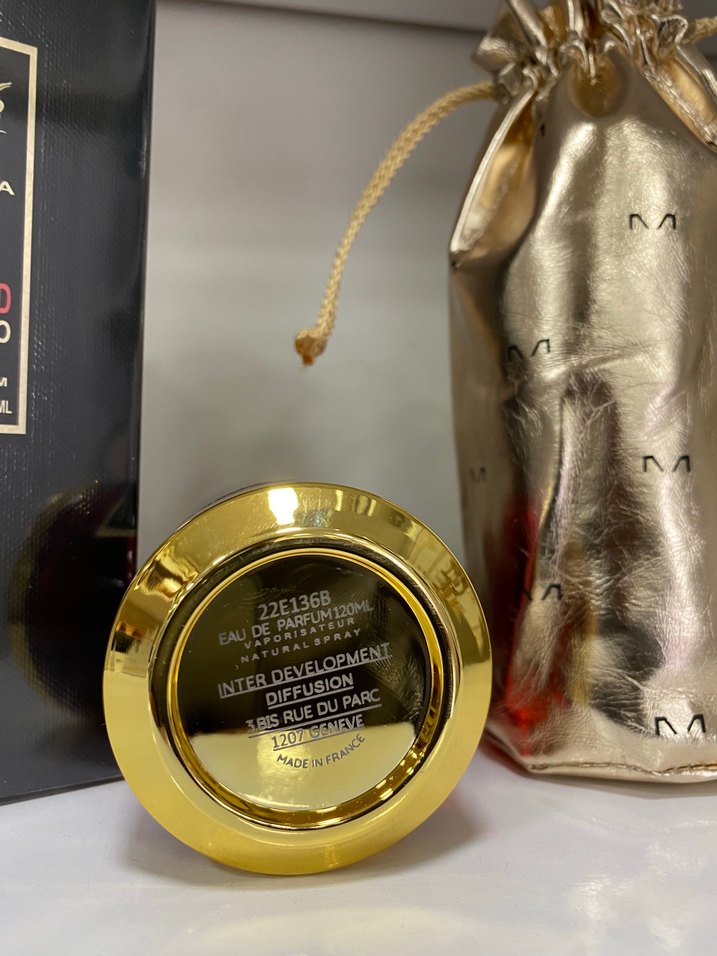 A
D
O
M
ML
22E136B
EAU DE PARFUM 120ML
VAPORISATEUR
NATURAL SPRAY
INTER DEVELOPMENT
DIFFUSION
3,BIS RUE DU PARC
1207 GENEVE
MADE IN FRANCE
M
M
M
M
M
M